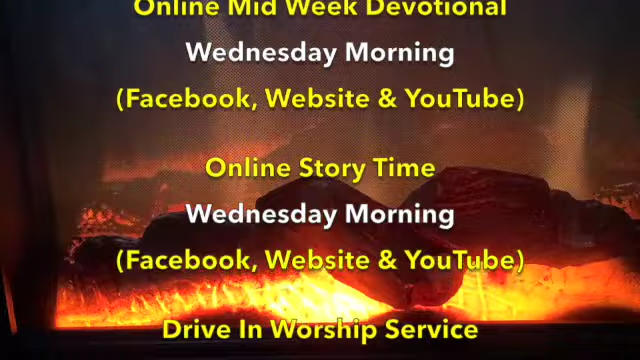 Online Mid Week Devotional
Wednesday Morning
(Facebook, Website & YouTube)
Online Story Time
Wednesday Morning
(Facebook, Website & YouTube)
Drive In Worship Service